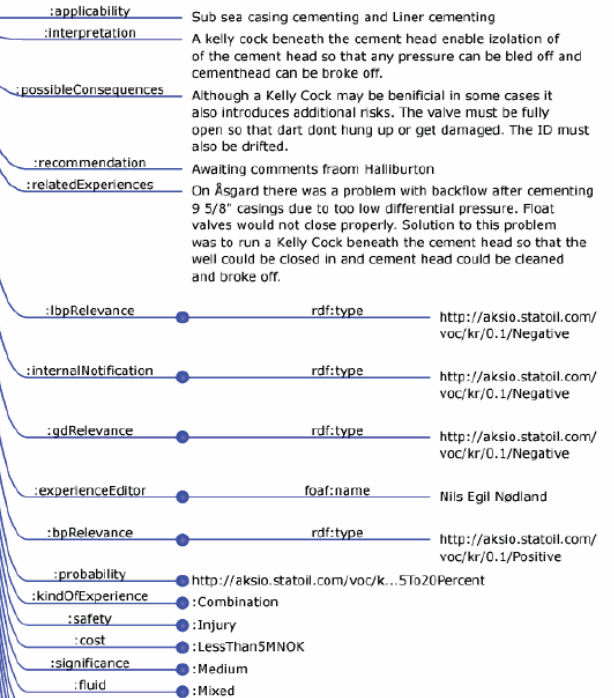 :applicability
Sub sea casing cementing and Liner cementing
:interpretation
A kelly cock beneath the cement head enable izolation of
of the cement head so that any pressure can be bled off and
cementhead can be broke off.
:possibleConsequences
Although a Kelly Cock may be benificial in some cases it
also introduces additional risks. The valve must be fully
open so that dart dont hung up or get damaged. The ID must
also be drifted.
:recommendation
Awaiting comments fraom Halliburton
:relatedExperiences
On Åsgard there was a problem with backflow after cementing
9 5/8" casings due to too low differential pressure. Float
valves would not close properly. Solution to this problem
was to run a Kelly Cock beneath the cement head so that the
well could be closed in and cement head could be cleaned
and broke off.
:lbpRelevance
rdf:type
http://aksio.statoil.com/
voc/kr/0.1/Negative
:internalNotification
rdf:type
http://aksio.statoil.com/
voc/kr/0.1/Negative
:gdRelevance
rdf:type
http://aksio.statoil.com/
voc/kr/0.1/Negative
:experienceEditor
foaf:name
Nils Egil Nødland
:bpRelevance
rdf:type
http://aksio.statoil.com/
voc/kr/0.1/Positive
:probability
http://aksio.statoil.com/voc/k...5To20Percent
:kindOfExperience
:Combination
:safety
:Injury
:cost
:LessThan5MNOK
:significance
:Medium
:fluid
:Mixed